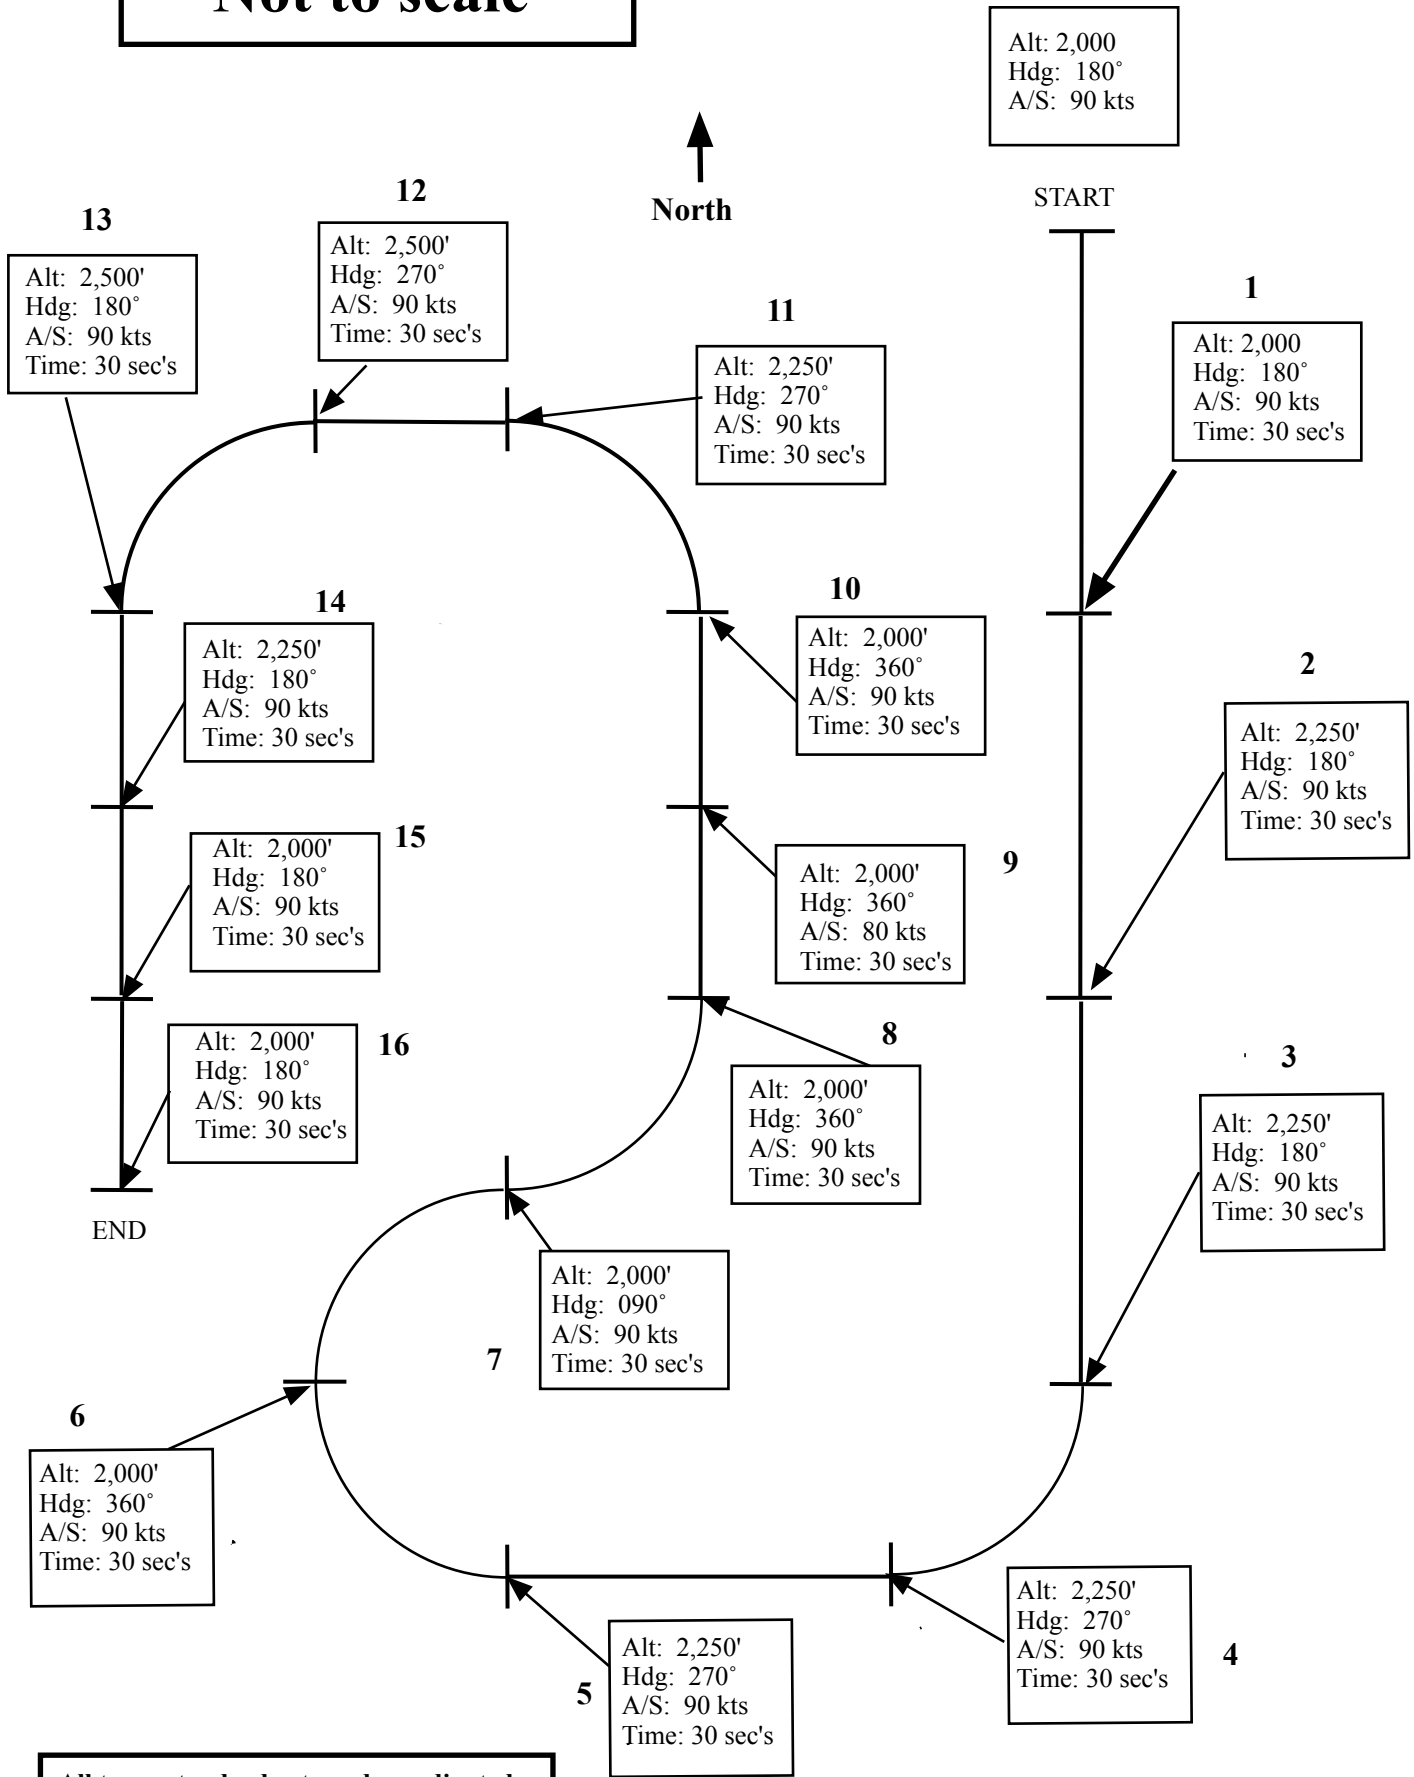 Not to scale
Alt: 2,000
Hdg: 180˚
A/S: 90 kts
START
North
12
Alt: 2,500'
Hdg: 270˚
A/S: 90 kts
Time: 30 sec's
13
Alt: 2,500'
Hdg: 180˚
A/S: 90 kts
Time: 30 sec's
11
Alt: 2,250'
Hdg: 270˚
A/S: 90 kts
Time: 30 sec's
1
Alt: 2,000
Hdg: 180˚
A/S: 90 kts
Time: 30 sec's
14
Alt: 2,250'
Hdg: 180˚
A/S: 90 kts
Time: 30 sec's
10
Alt: 2,000'
Hdg: 360˚
A/S: 90 kts
Time: 30 sec's
2
Alt: 2,250'
Hdg: 180˚
A/S: 90 kts
Time: 30 sec's
15
Alt: 2,000'
Hdg: 180˚
A/S: 90 kts
Time: 30 sec's
9
Alt: 2,000'
Hdg: 360˚
A/S: 80 kts
Time: 30 sec's
16
Alt: 2,000'
Hdg: 180˚
A/S: 90 kts
Time: 30 sec's
END
8
Alt: 2,000'
Hdg: 360˚
A/S: 90 kts
Time: 30 sec's
3
Alt: 2,250'
Hdg: 180˚
A/S: 90 kts
Time: 30 sec's
7
Alt: 2,000'
Hdg: 090˚
A/S: 90 kts
Time: 30 sec's
6
Alt: 2,000'
Hdg: 360˚
A/S: 90 kts
Time: 30 sec's
5
Alt: 2,250'
Hdg: 270˚
A/S: 90 kts
Time: 30 sec's
4
Alt: 2,250'
Hdg: 270˚
A/S: 90 kts
Time: 30 sec's